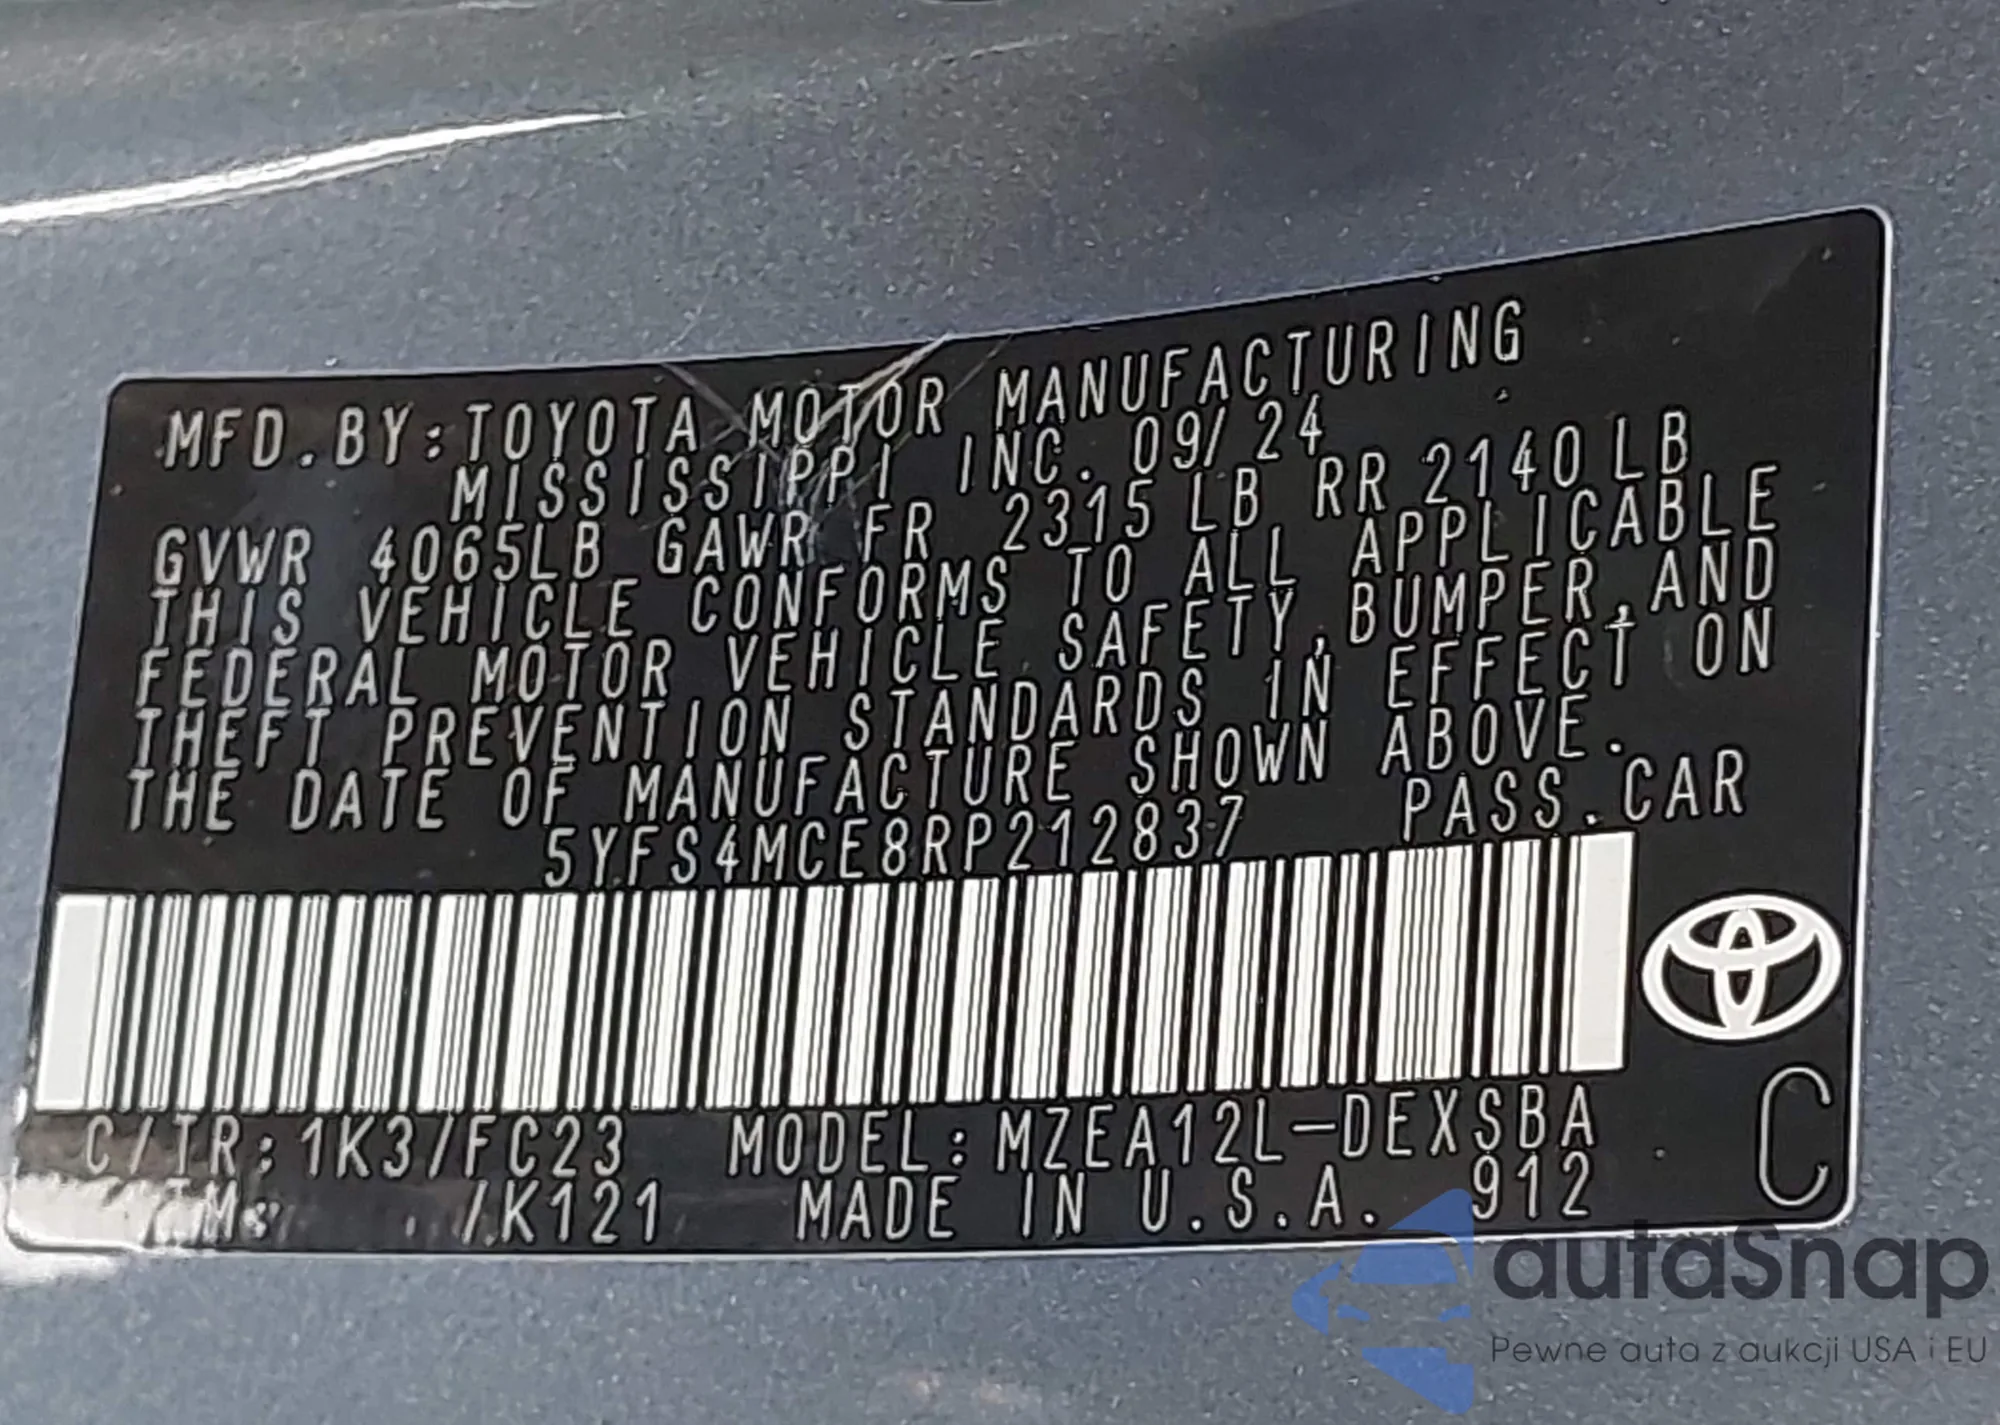 MFD.BY:TOYOTA MOTOR MANUFACTURING
MISSISSIPPI INC. 09/24
GVWR 4065LB GAWR FR 2315LB RR 2140LB
THIS VEHICLE CONFORMS TO ALL APPLICABLE
FEDERAL MOTOR VEHICLE SAFETY,BUMPER,AND
THEFT PREVENTION STANDARDS IN EFFECT ON
THE DATE OF MANUFACTURE SHOWN ABOVE.
5YFS4MCE8RP212837 PASS.CAR
C/TR:1K3/FC23 MODEL:MZEA12L-DEXSBA
/K121 MADE IN U.S.A. 912
C
autaSnap
Pewne auta z aukcji USA i EU